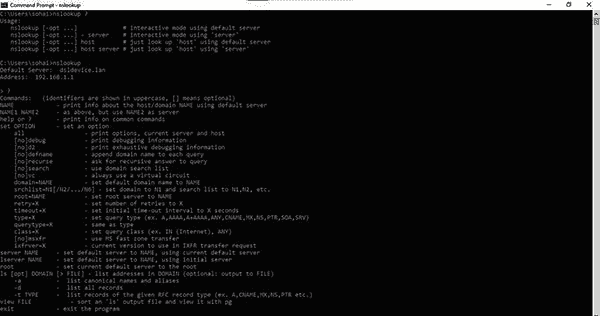 Command Prompt - nslookup
C:\Users\sohai>nslookup ?
Usage:
nslookup [-opt ...] # interactive mode using default server
nslookup [-opt ...] - server # interactive mode using 'server'
nslookup [-opt ...] host # just look up 'host' using default server
nslookup [-opt ...] host server # just look up 'host' using 'server'
C:\Users\sohai>nslookup
Default Server: dsldevice.lan
Address: 192.168.1.1
> ?
Commands: (identifiers are shown in uppercase, [] means optional)
NAME - print info about the host/domain NAME using default server
NAME1 NAME2 - as above, but use NAME2 as server
help or ? - print info on common commands
set OPTION - set an option
all - print options, current server and host
[no]debug - print debugging information
[no]d2 - print exhaustive debugging information
[no]defname - append domain name to each query
[no]recurse - ask for recursive answer to query
[no]search - use domain search list
[no]vc - always use a virtual circuit
domain=NAME - set default domain name to NAME
srchlist=N1[/N2/.../N6] - set domain to N1 and search list to N1,N2, etc.
root=NAME - set root server to NAME
retry=X - set number of retries to X
timeout=X - set initial time-out interval to X seconds
type=X - set query type (ex. A,AAAA,A+AAAA,ANY,CNAME,MX,NS,PTR,SOA,SRV)
querytype=X - same as type
class=X - set query class (ex. IN (Internet), ANY)
[no]msxfr - use MS fast zone transfer
ixfrver=X - current version to use in IXFR transfer request
server NAME - set default server to NAME, using current default server
lserver NAME - set default server to NAME, using initial server
root - set current default server to the root
ls [opt] DOMAIN [> FILE] - list addresses in DOMAIN (optional: output to FILE)
-a - list canonical names and aliases
-d - list all records
-t TYPE - list records of the given RFC record type (ex. A,CNAME,MX,NS,PTR etc.)
view FILE - sort an 'ls' output file and view it with pg
exit - exit the program